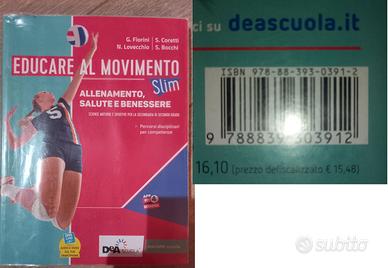 G. Fiorini S. Coretti
N. Lovecchio S. Bocchi
EDUCARE AL MOVIMENTO
Slim
ALLENAMENTO,
SALUTE E BENESSERE
SCIENZE MOTORIE E SPORTIVE PER LA SECONDARIA DI SECONDO GRADO
• Percorsi disciplinari
per competenze
5
DeA SCUOLA
ci su deascuola.it
ISBN 978-88-393-0391-2
9 788839 303912
16,10 (prezzo defiscalizzato € 15,48)
subito